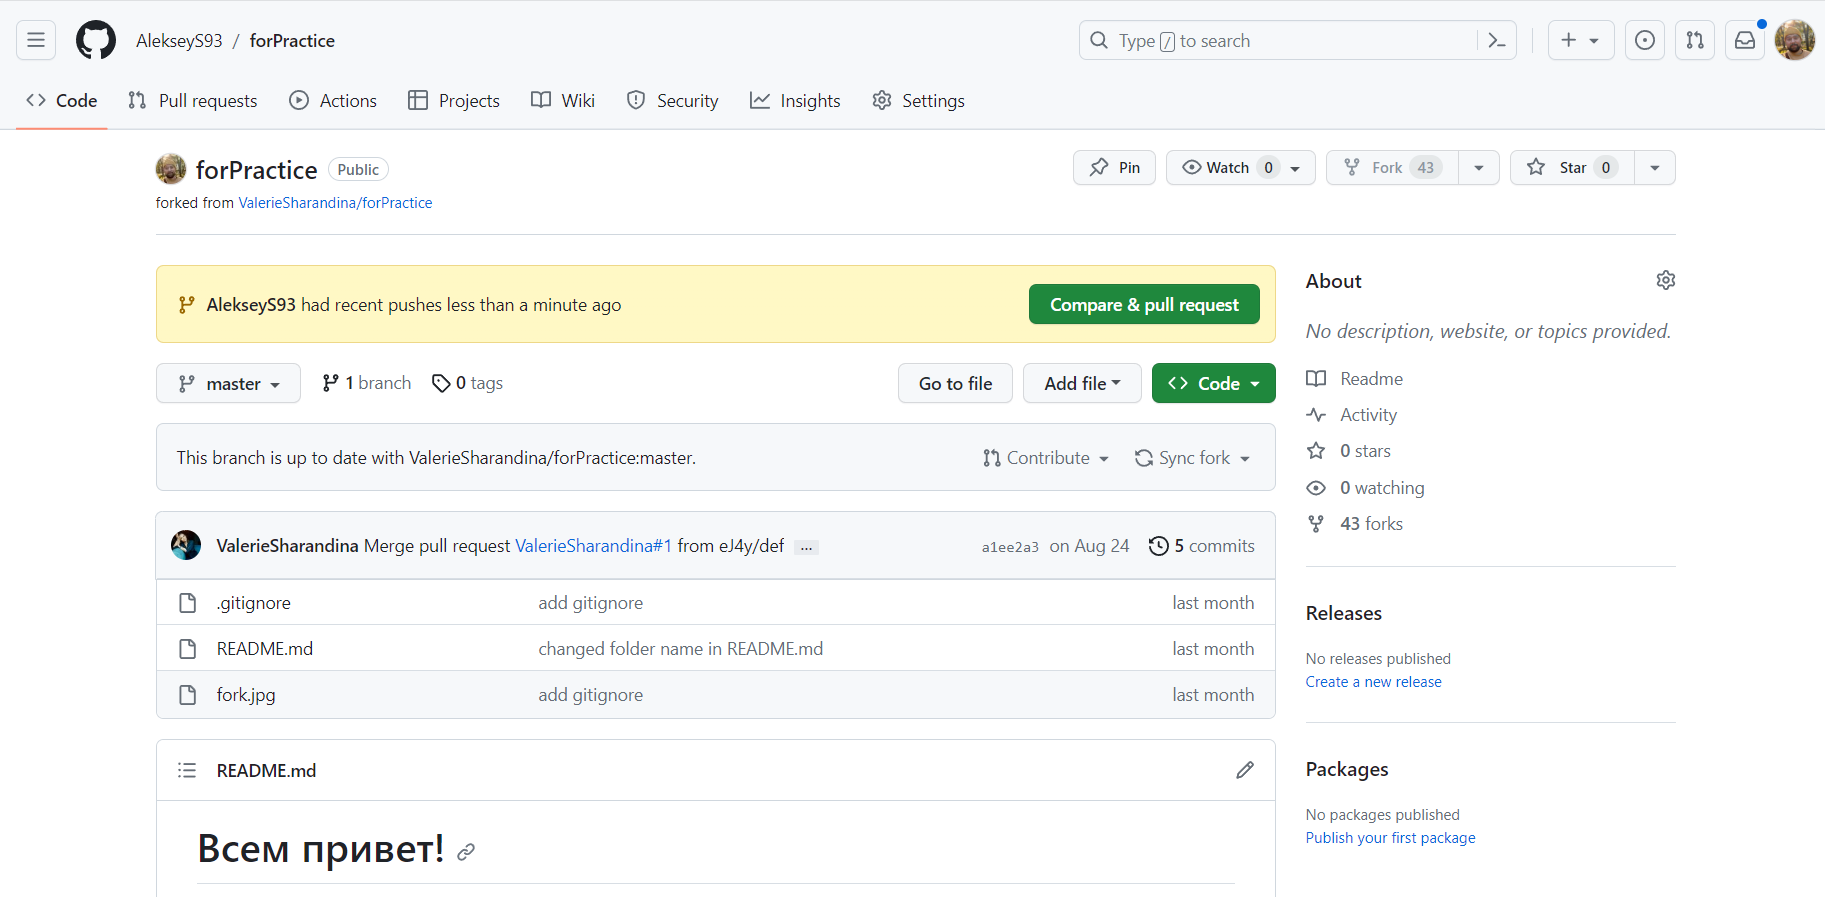 AlekseyS93 / forPractice
Type / to search
Code Pull requests Actions Projects Wiki Security Insights Settings
forPractice Public
Pin Watch 0 Fork 43 Star 0
forked from ValerieSharandina/forPractice
AlekseyS93 had recent pushes less than a minute ago
Compare & pull request
master 1 branch 0 tags
Go to file Add file Code
This branch is up to date with ValerieSharandina/forPractice:master.
Contribute Sync fork
ValerieSharandina Merge pull request ValerieSharandina#1 from eJ4y/def ...
a1ee2a3 on Aug 24 5 commits
.gitignore add gitignore last month
README.md changed folder name in README.md last month
fork.jpg add gitignore last month
README.md
Всем привет!
About
No description, website, or topics provided.
Readme
Activity
0 stars
0 watching
43 forks
Releases
No releases published
Create a new release
Packages
No packages published
Publish your first package